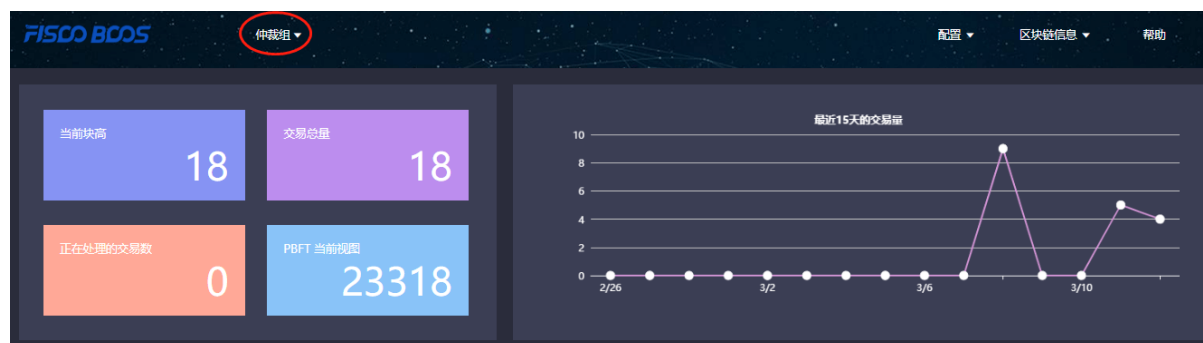 FISCO BCOS 仲裁组 配置 区块链信息 帮助
当前块高
18
交易总量
18
正在处理的交易数
0
PBFT 当前视图
23318
最近15天的交易量
10
8
6
4
2
0
2/26 3/2 3/6 3/10